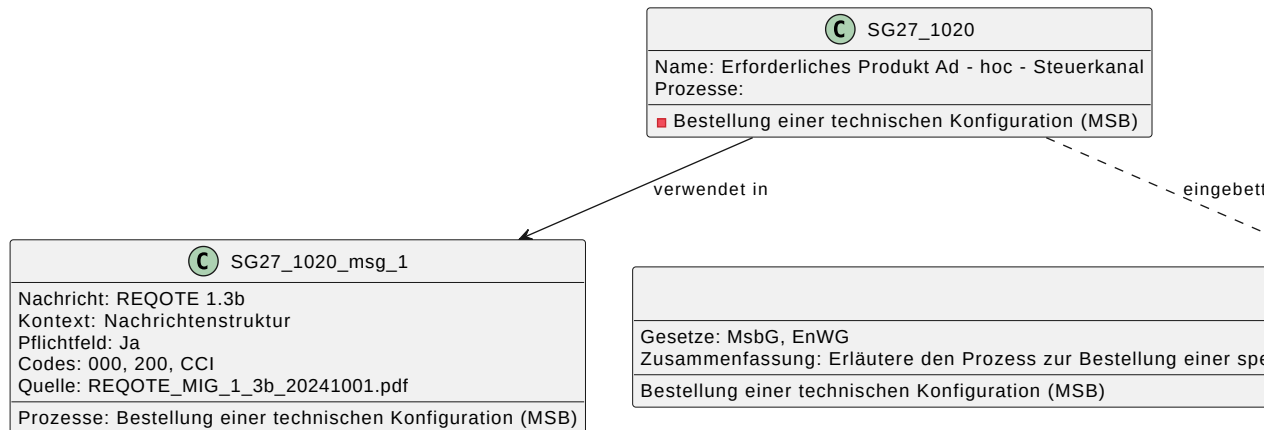 C SG27_1020
Name: Erforderliches Produkt Ad - hoc - Steuerkanal
Prozesse:
Bestellung einer technischen Konfiguration (MSB)
verwendet in
eingebett
C SG27_1020_msg_1
Nachricht: REQOTE 1.3b
Kontext: Nachrichtenstruktur
Pflichtfeld: Ja
Codes: 000, 200, CCI
Quelle: REQOTE_MIG_1_3b_20241001.pdf
Prozesse: Bestellung einer technischen Konfiguration (MSB)
Gesetze: MsbG, EnWG
Zusammenfassung: Erläutere den Prozess zur Bestellung einer spe
Bestellung einer technischen Konfiguration (MSB)